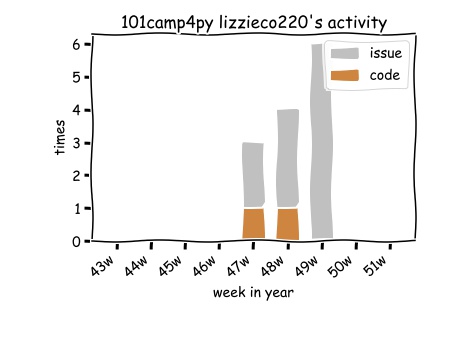 101camp4py lizzieco220's activity
issue
code
times
6
5
4
3
2
1
0
43w 44w 45w 46w 47w 48w 49w 50w 51w
week in year